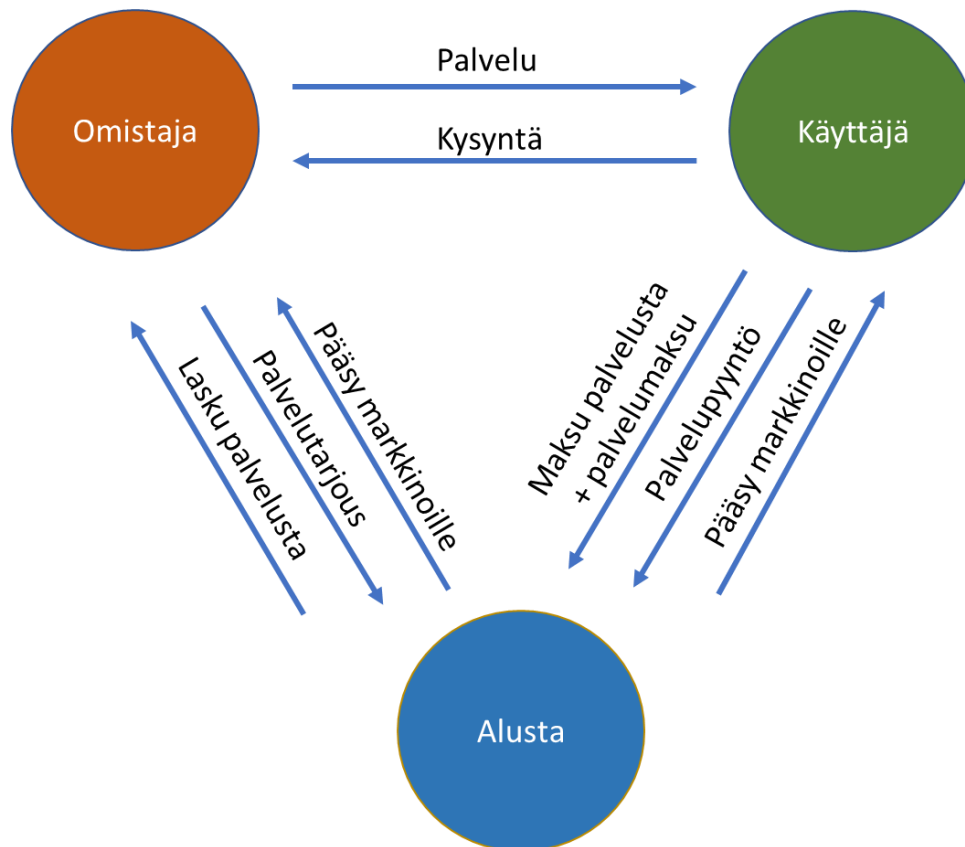 Palvelu
Omistaja
Käyttäjä
Kysyntä
Lasku palvelusta
Palvelutarjous
Pääsy markkinoille
Maksu palvelusta
+ palvelumaksu
Palvelupyyntö
Pääsy markkinoille
Alusta